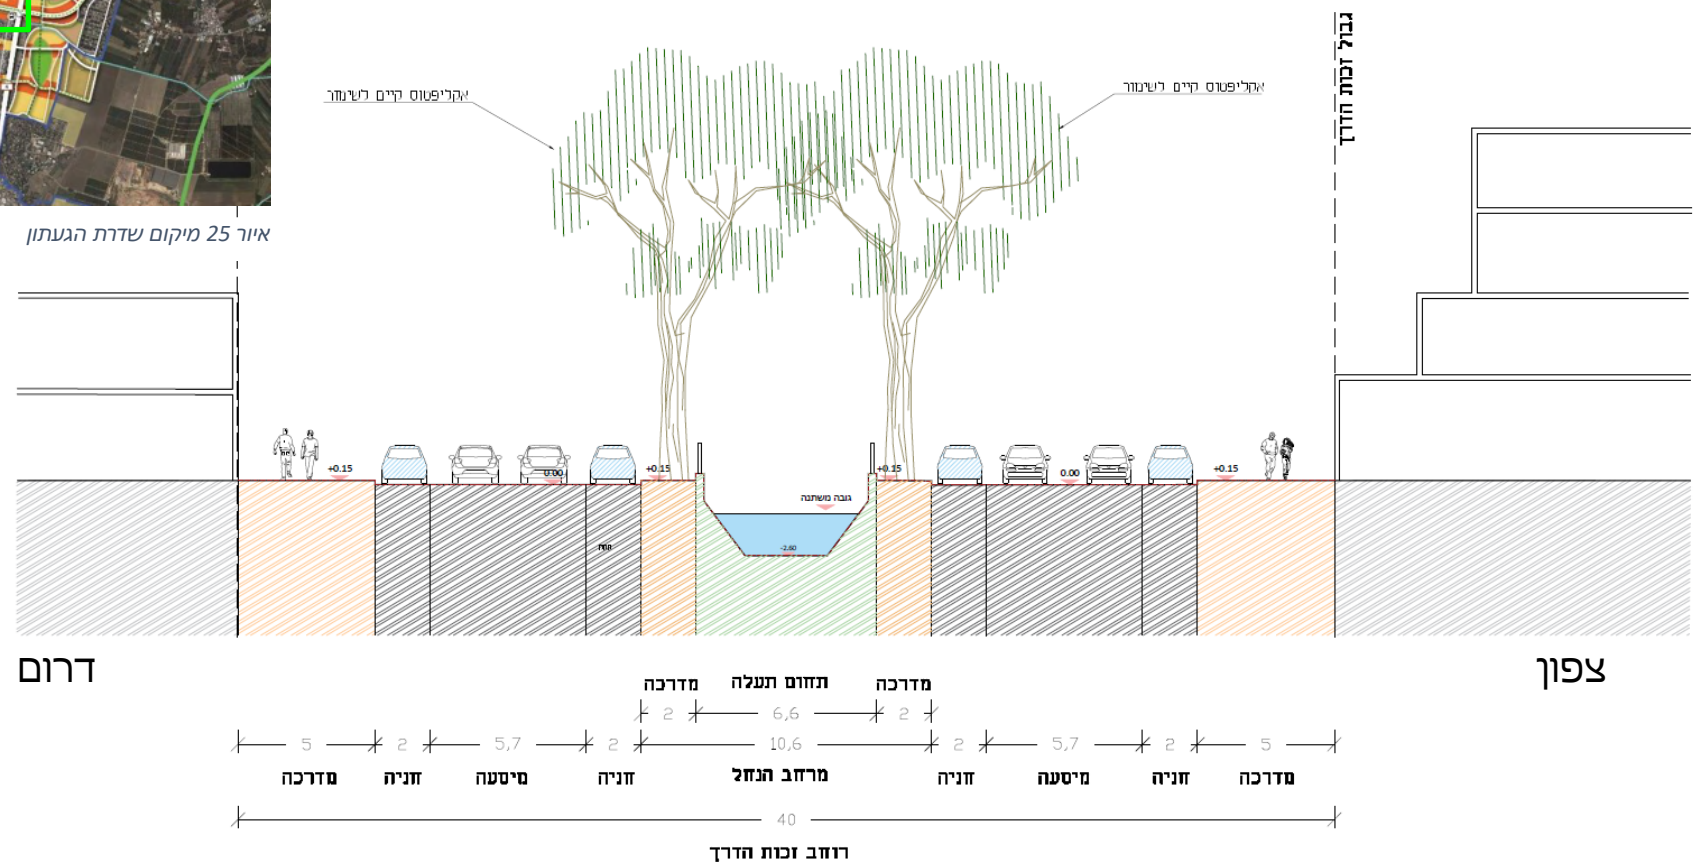 גבול זכות הדרך
אקליפטוס קיים לשימור
אקליפטוס קיים לשימור
איור 25 מיקום שדרת הגעתון
+0.15
0.00
+0.15
+0.15
0.00
+0.15
גובה משתנה
-2.60
צפון
דרום
מדרכה תחום תעלה מדרכה
2 6,6 2
5 2 5,7 2 10,6 2 5,7 2 5
מדרכה חניה מיסעה חניה מרחב הנחל חניה מיסעה חניה מדרכה
40
רוחב זכות הדרך